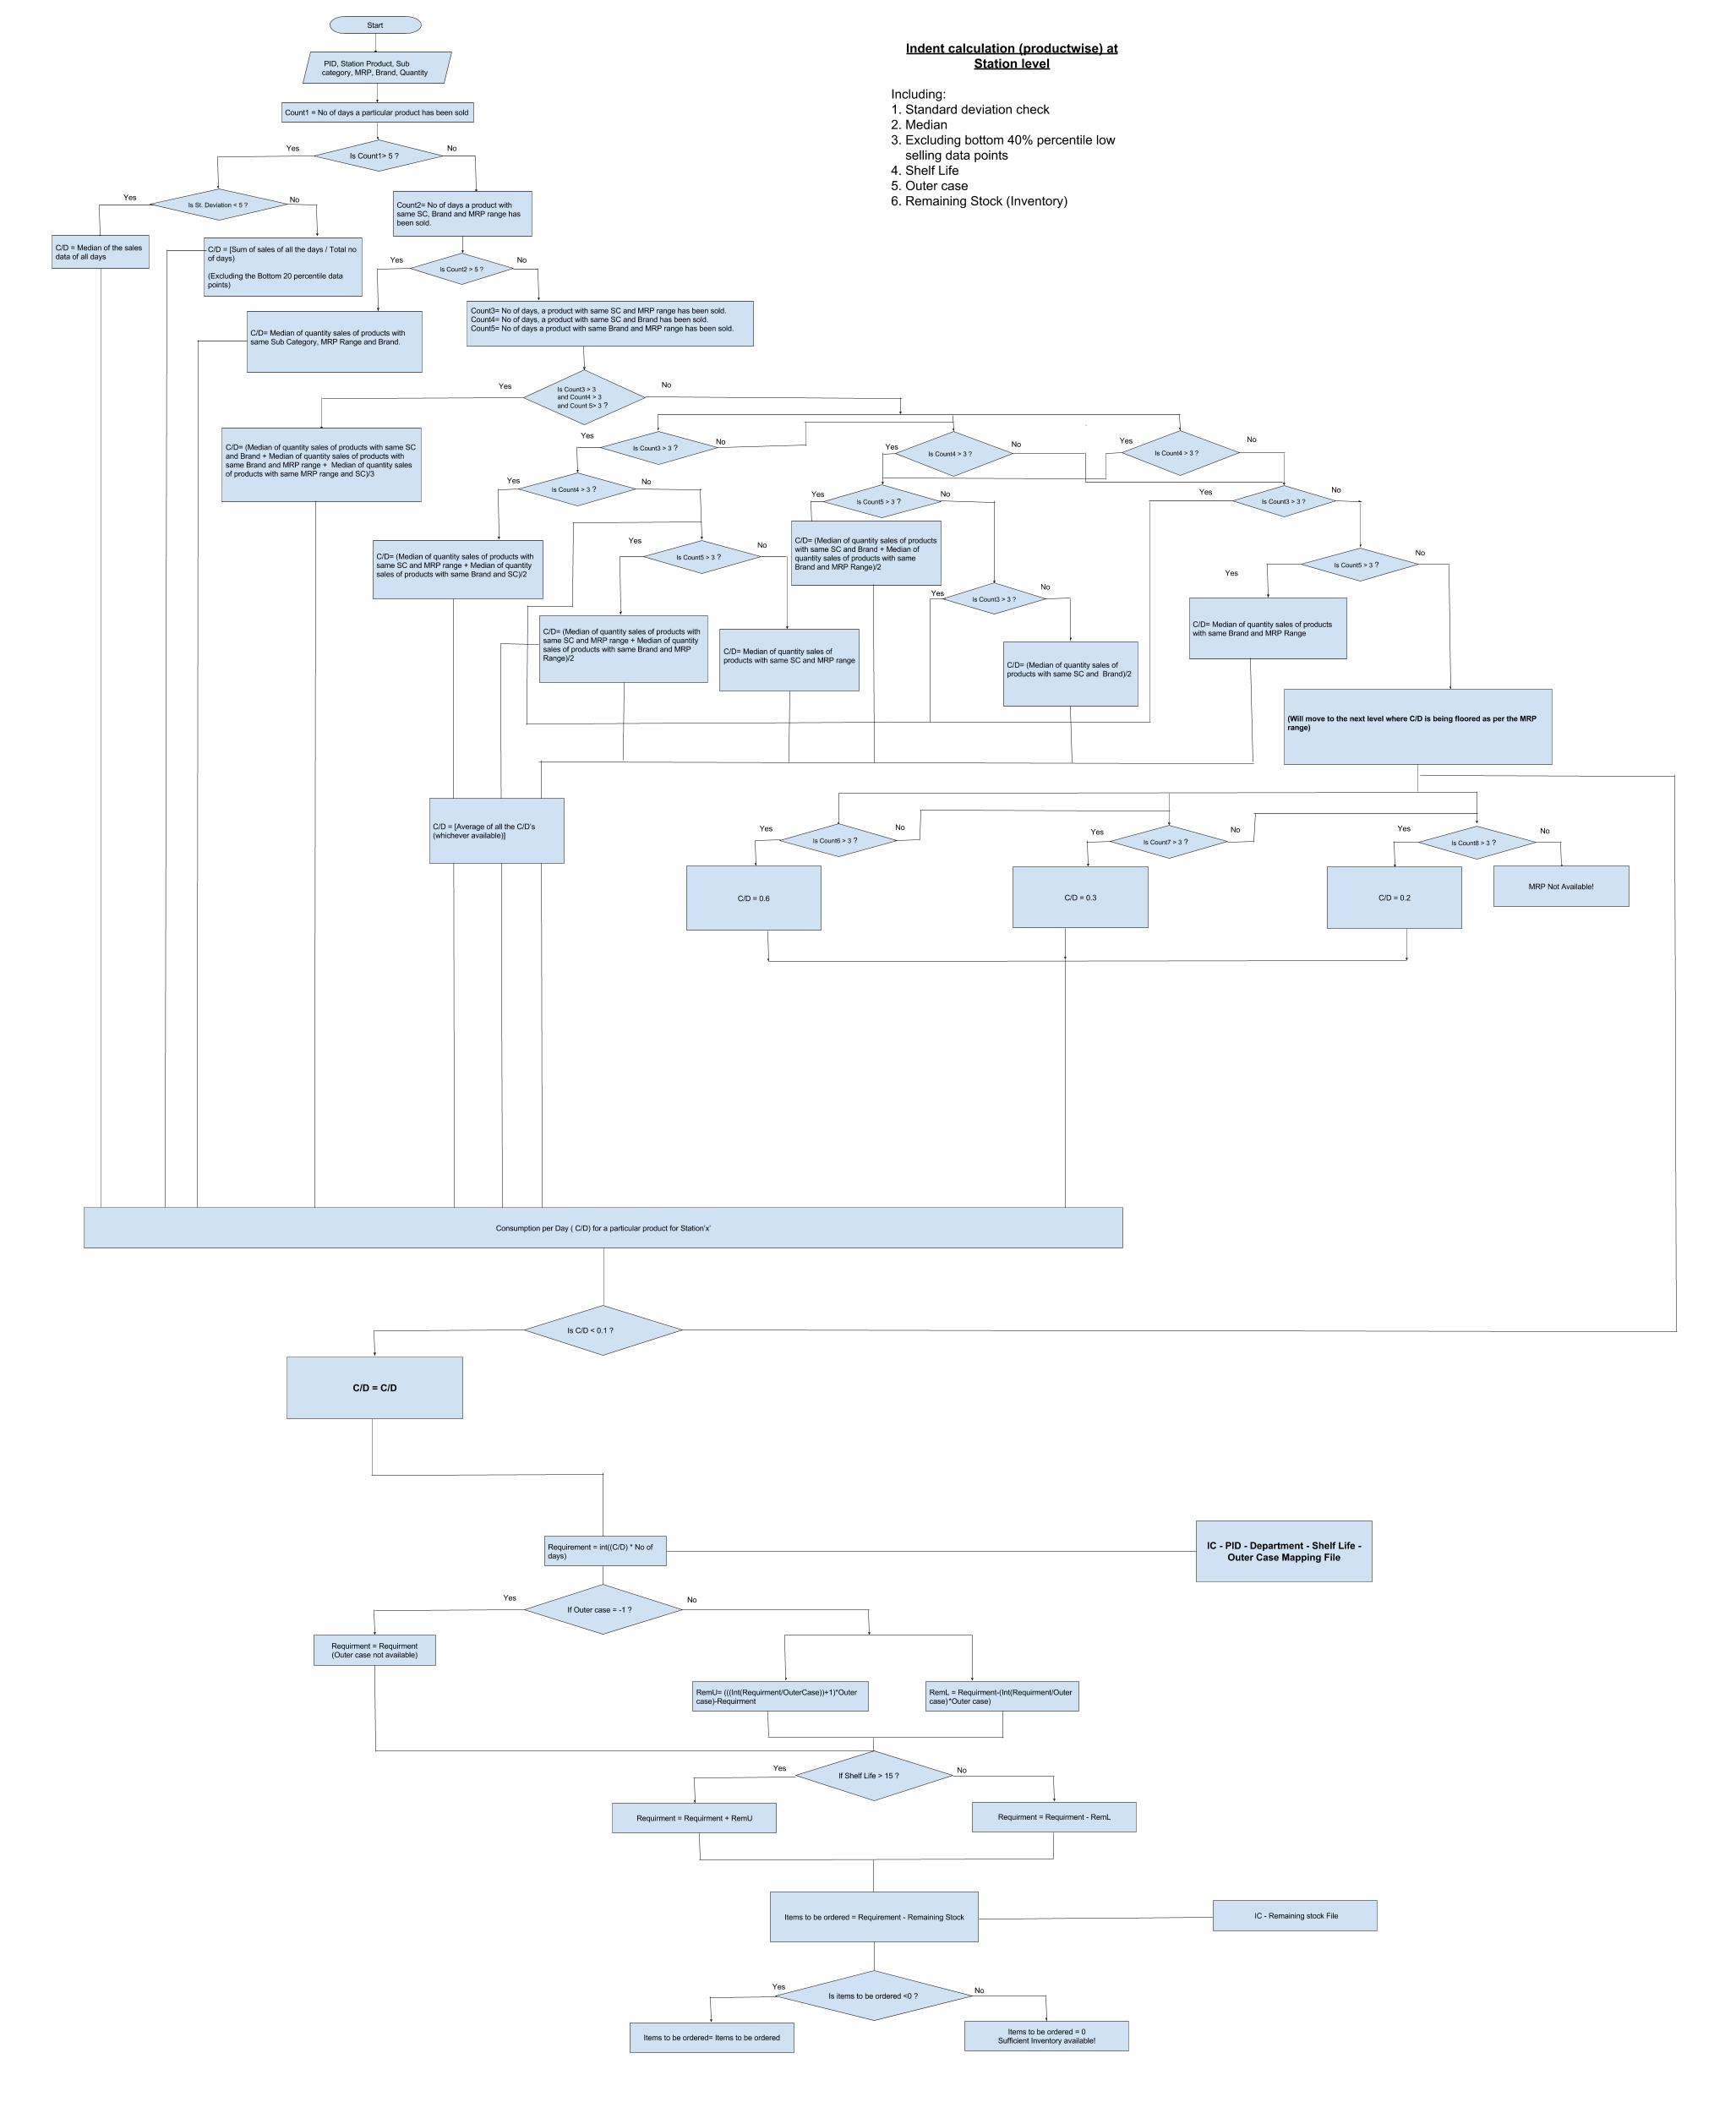 Start
PID, Station Product, Sub
category, MRP, Brand, Quantity
Indent calculation (productwise) at
Station level
Including:
1. Standard deviation check
2. Median
3. Excluding bottom 40% percentile low
selling data points
4. Shelf Life
5. Outer case
6. Remaining Stock (Inventory)
Count1 = No of days a particular product has been sold
Yes
Is Count1> 5 ?
No
Yes
Is St. Deviation < 5 ?
No
Count2= No of days a product with
same SC, Brand and MRP range has
been sold.
C/D = Median of the sales
data of all days
C/D = [Sum of sales of all the days / Total no
of days)
(Excluding the Bottom 20 percentile data
points)
Yes
Is Count2 > 5 ?
No
C/D= Median of quantity sales of products with
same Sub Category, MRP Range and Brand.
Count3= No of days, a product with same SC and MRP range has been sold.
Count4= No of days, a product with same SC and Brand has been sold.
Count5= No of days a product with same Brand and MRP range has been sold.
Yes
Is Count3 > 3
and Count4 > 3
and Count 5> 3 ?
No
C/D= (Median of quantity sales of products with same SC
and Brand + Median of quantity sales of products with
same Brand and MRP range +  Median of quantity sales
of products with same MRP range and SC)/3
Yes
Is Count3 > 3 ?
No
Yes
Is Count4 > 3 ?
No
Yes
Is Count4 > 3 ?
No
Yes
Is Count4 > 3 ?
No
Yes
Is Count5 > 3 ?
No
Yes
Is Count3 > 3 ?
No
C/D= (Median of quantity sales of products with
same SC and MRP range + Median of quantity
sales of products with same Brand and SC)/2
Yes
Is Count5 > 3 ?
No
C/D= (Median of quantity sales of products
with same SC and Brand + Median of
quantity sales of products with same
Brand and MRP Range)/2
Yes
Is Count3 > 3 ?
No
Yes
Is Count5 > 3 ?
No
C/D= (Median of quantity sales of products with
same SC and MRP range + Median of quantity
sales of products with same Brand and MRP
Range)/2
C/D= Median of quantity sales of
products with same SC and MRP range
C/D= (Median of quantity sales of
products with same SC and  Brand)/2
C/D= Median of quantity sales of products
with same Brand and MRP Range
(Will move to the next level where C/D is being floored as per the MRP
range)
C/D = [Average of all the C/D's
(whichever available)]
Yes
Is Count6 > 3 ?
No
Yes
Is Count7 > 3 ?
No
Yes
Is Count8 > 3 ?
No
C/D = 0.6
C/D = 0.3
C/D = 0.2
MRP Not Available!
Consumption per Day ( C/D) for a particular product for Station'x'
Is C/D < 0.1 ?
C/D = C/D
Requirement = int((C/D) * No of
days)
IC - PID - Department - Shelf Life -
Outer Case Mapping File
Yes
If Outer case = -1 ?
No
Requirment = Requirment
(Outer case not available)
RemU= (((Int(Requirment/OuterCase))+1)*Outer
case)-Requirment
RemL = Requirment-(Int(Requirment/Outer
case)*Outer case)
Yes
If Shelf Life > 15 ?
No
Requirment = Requirment + RemU
Requirment = Requirment - RemL
Items to be ordered = Requirement - Remaining Stock
IC - Remaining stock File
Yes
Is items to be ordered <0 ?
No
Items to be ordered= Items to be ordered
Items to be ordered = 0
Sufficient Inventory available!